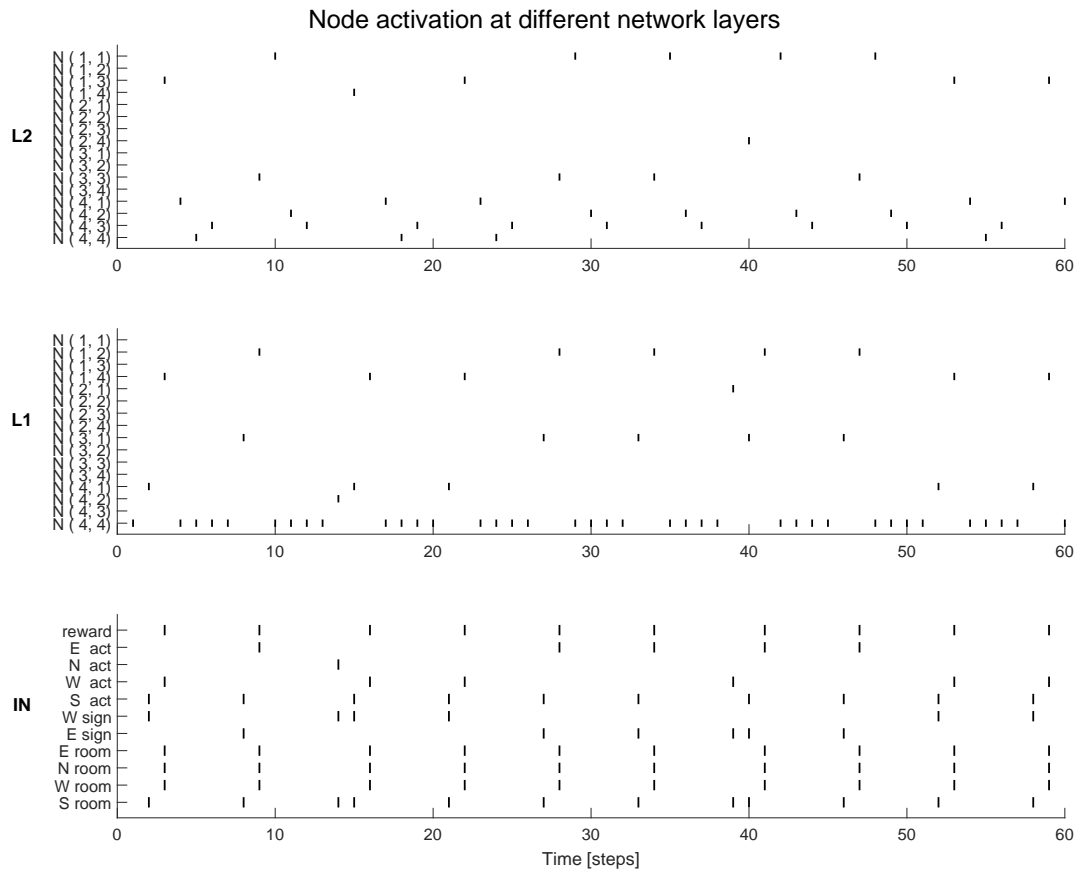 Node activation at different network layers
N ( 1, 1)
N ( 1, 2)
N ( 1, 3)
N ( 1, 4)
N ( 2, 1)
N ( 2, 2)
N ( 2, 3)
N ( 2, 4)
N ( 3, 1)
N ( 3, 2)
N ( 3, 3)
N ( 3, 4)
N ( 4, 1)
N ( 4, 2)
N ( 4, 3)
N ( 4, 4)
L2
0 10 20 30 40 50 60
N ( 1, 1)
N ( 1, 2)
N ( 1, 3)
N ( 1, 4)
N ( 2, 1)
N ( 2, 2)
N ( 2, 3)
N ( 2, 4)
N ( 3, 1)
N ( 3, 2)
N ( 3, 3)
N ( 3, 4)
N ( 4, 1)
N ( 4, 2)
N ( 4, 3)
N ( 4, 4)
L1
0 10 20 30 40 50 60
reward
E act
N act
W act
S act
W sign
E sign
E room
N room
W room
S room
IN
0 10 20 30 40 50 60
Time [steps]